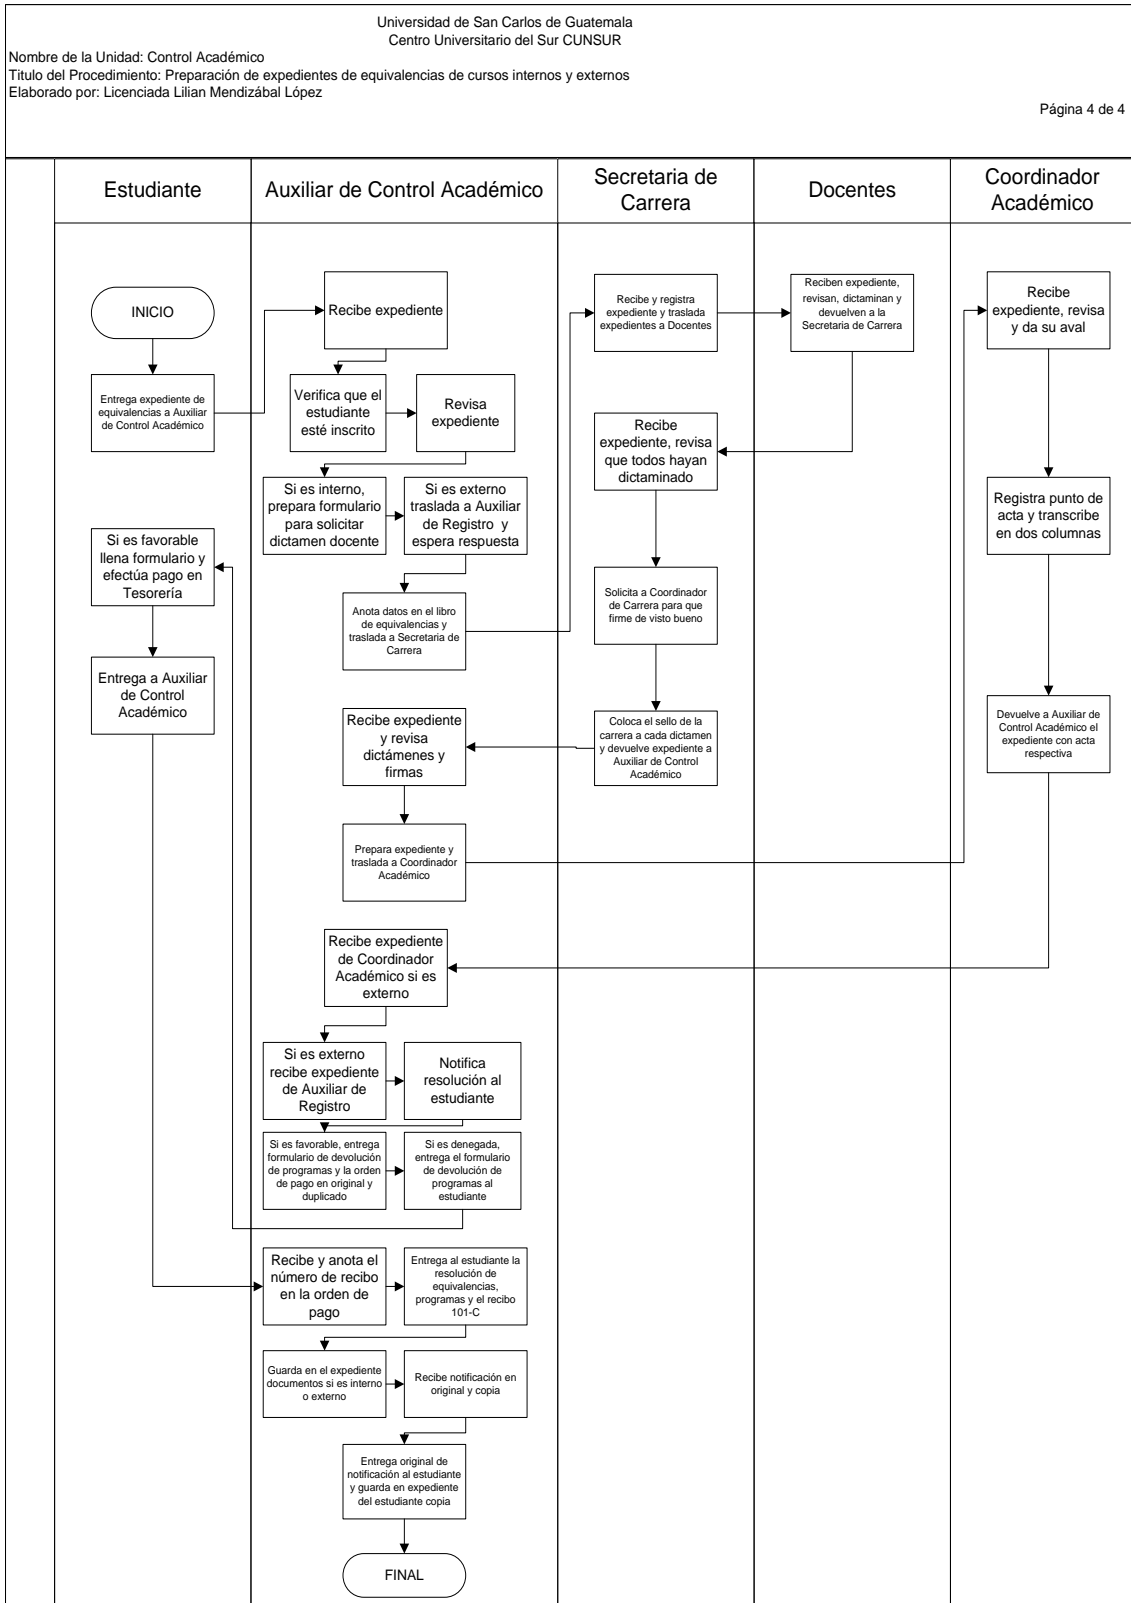 Universidad de San Carlos de Guatemala
Centro Universitario del Sur CUNSUR
Nombre de la Unidad: Control Académico
Titulo del Procedimiento: Preparación de expedientes de equivalencias de cursos internos y externos
Elaborado por: Licenciada Lilian Mendizábal López
Página 4 de 4
Estudiante
Auxiliar de Control Académico
Secretaria de
Carrera
Docentes
Coordinador
Académico
INICIO
Entrega expediente de
equivalencias a Auxiliar
de Control Académico
Recibe expediente
Verifica que el
estudiante
esté inscrito
Revisa
expediente
Si es interno,
prepara formulario
para solicitar
dictamen docente
Si es externo
traslada a Auxiliar
de Registro y
espera respuesta
Anota datos en el libro
de equivalencias y
traslada a Secretaria de
Carrera
Recibe y registra
expediente y traslada
expedientes a Docentes
Reciben expediente,
revisan, dictaminan y
devuelven a la
Secretaria de Carrera
Recibe
expediente, revisa
que todos hayan
dictaminado
Solicita a Coordinador
de Carrera para que
firme de visto bueno
Coloca el sello de la
carrera a cada dictamen
y devuelve expediente a
Auxiliar de Control
Académico
Recibe expediente
y revisa
dictámenes y
firmas
Prepara expediente y
traslada a Coordinador
Académico
Recibe
expediente, revisa
y da su aval
Registra punto de
acta y transcribe
en dos columnas
Devuelve a Auxiliar de
Control Académico el
expediente con acta
respectiva
Recibe expediente
de Coordinador
Académico si es
externo
Si es externo
recibe expediente
de Auxiliar de
Registro
Notifica
resolución al
estudiante
Si es favorable, entrega
formulario de devolución
de programas y la orden
de pago en original y
duplicado
Si es denegada,
entrega el formulario
de devolución de
programas al
estudiante
Si es favorable
llena formulario y
efectúa pago en
Tesorería
Entrega a Auxiliar
de Control
Académico
Recibe y anota el
número de recibo
en la orden de
pago
Entrega al estudiante la
resolución de
equivalencias,
programas y el recibo
101-C
Guarda en el expediente
documentos si es interno
o externo
Recibe notificación en
original y copia
Entrega original de
notificación al estudiante
y guarda en expediente
del estudiante copia
FINAL